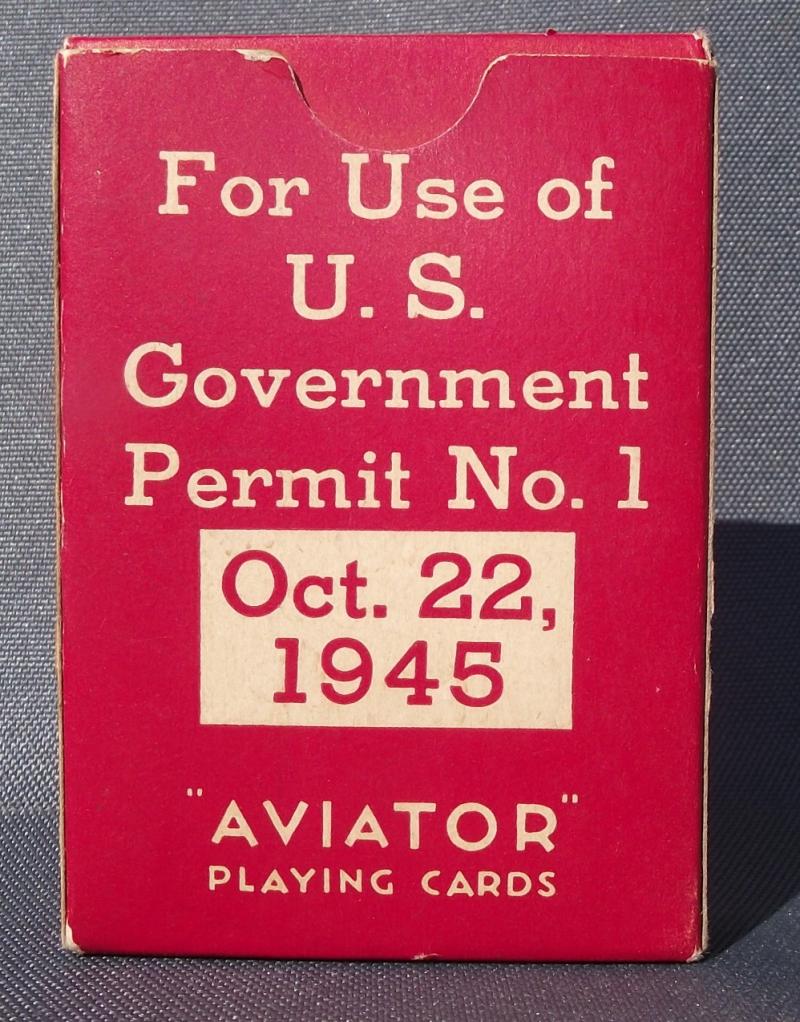 For Use of
U. S.
Government
Permit No. 1
Oct. 22,
1945
"AVIATOR"
PLAYING CARDS